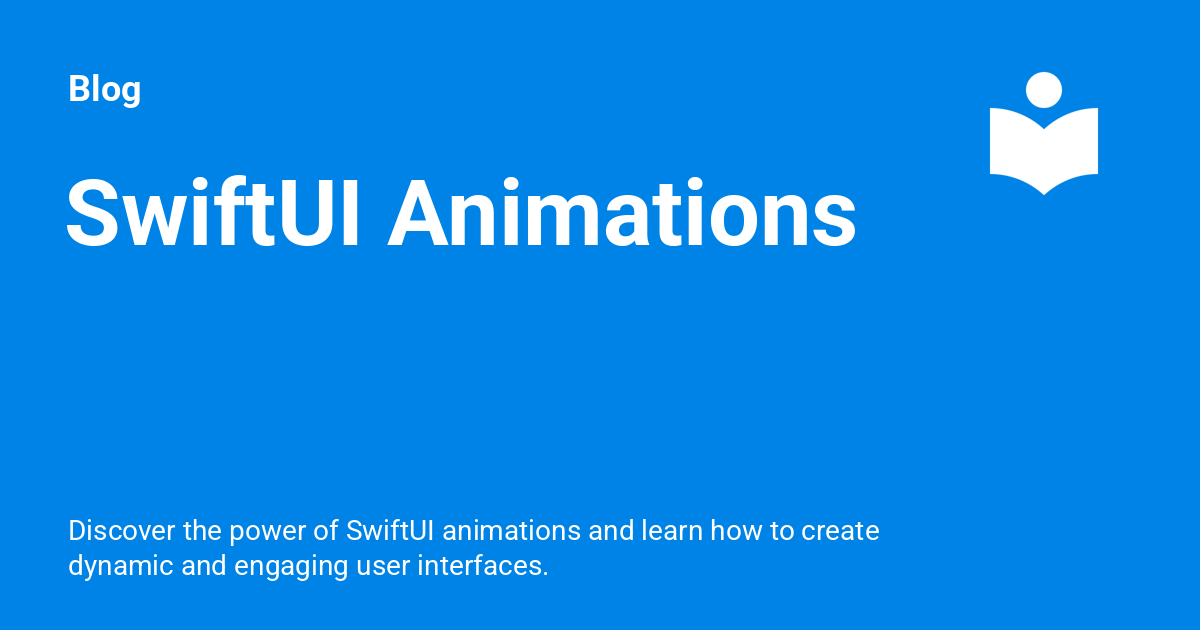 Blog
SwiftUI Animations
Discover the power of SwiftUI animations and learn how to create
dynamic and engaging user interfaces.